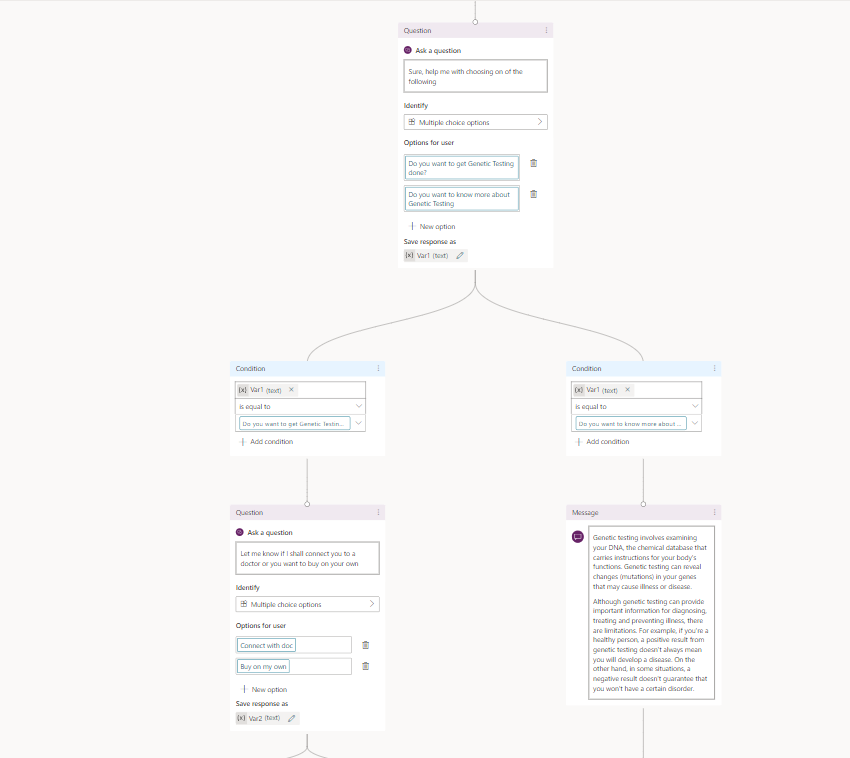 Question
Ask a question
Sure, help me with choosing on of the
following
Identify
Multiple choice options
Options for user
Do you want to get Genetic Testing
done?
Do you want to know more about
Genetic Testing
New option
Save response as
{x} Var1 (text)
Condition
{x} Var1 (text) ×
is equal to
Do you want to get Genetic Testin...
Add condition
Condition
{x} Var1 (text) ×
is equal to
Do you want to know more about ...
Add condition
Question
Ask a question
Let me know if I shall connect you to a
doctor or you want to buy on your own
Identify
Multiple choice options
Options for user
Connect with doc
Buy on my own
New option
Save response as
{x} Var2 (text)
Message
Genetic testing involves examining
your DNA, the chemical database that
carries instructions for your body's
functions. Genetic testing can reveal
changes (mutations) in your genes
that may cause illness or disease.
Although genetic testing can provide
important information for diagnosing,
treating and preventing illness, there
are limitations. For example, if you're a
healthy person, a positive result from
genetic testing doesn't always mean
you will develop a disease. On the
other hand, in some situations, a
negative result doesn't guarantee that
you won't have a certain disorder.